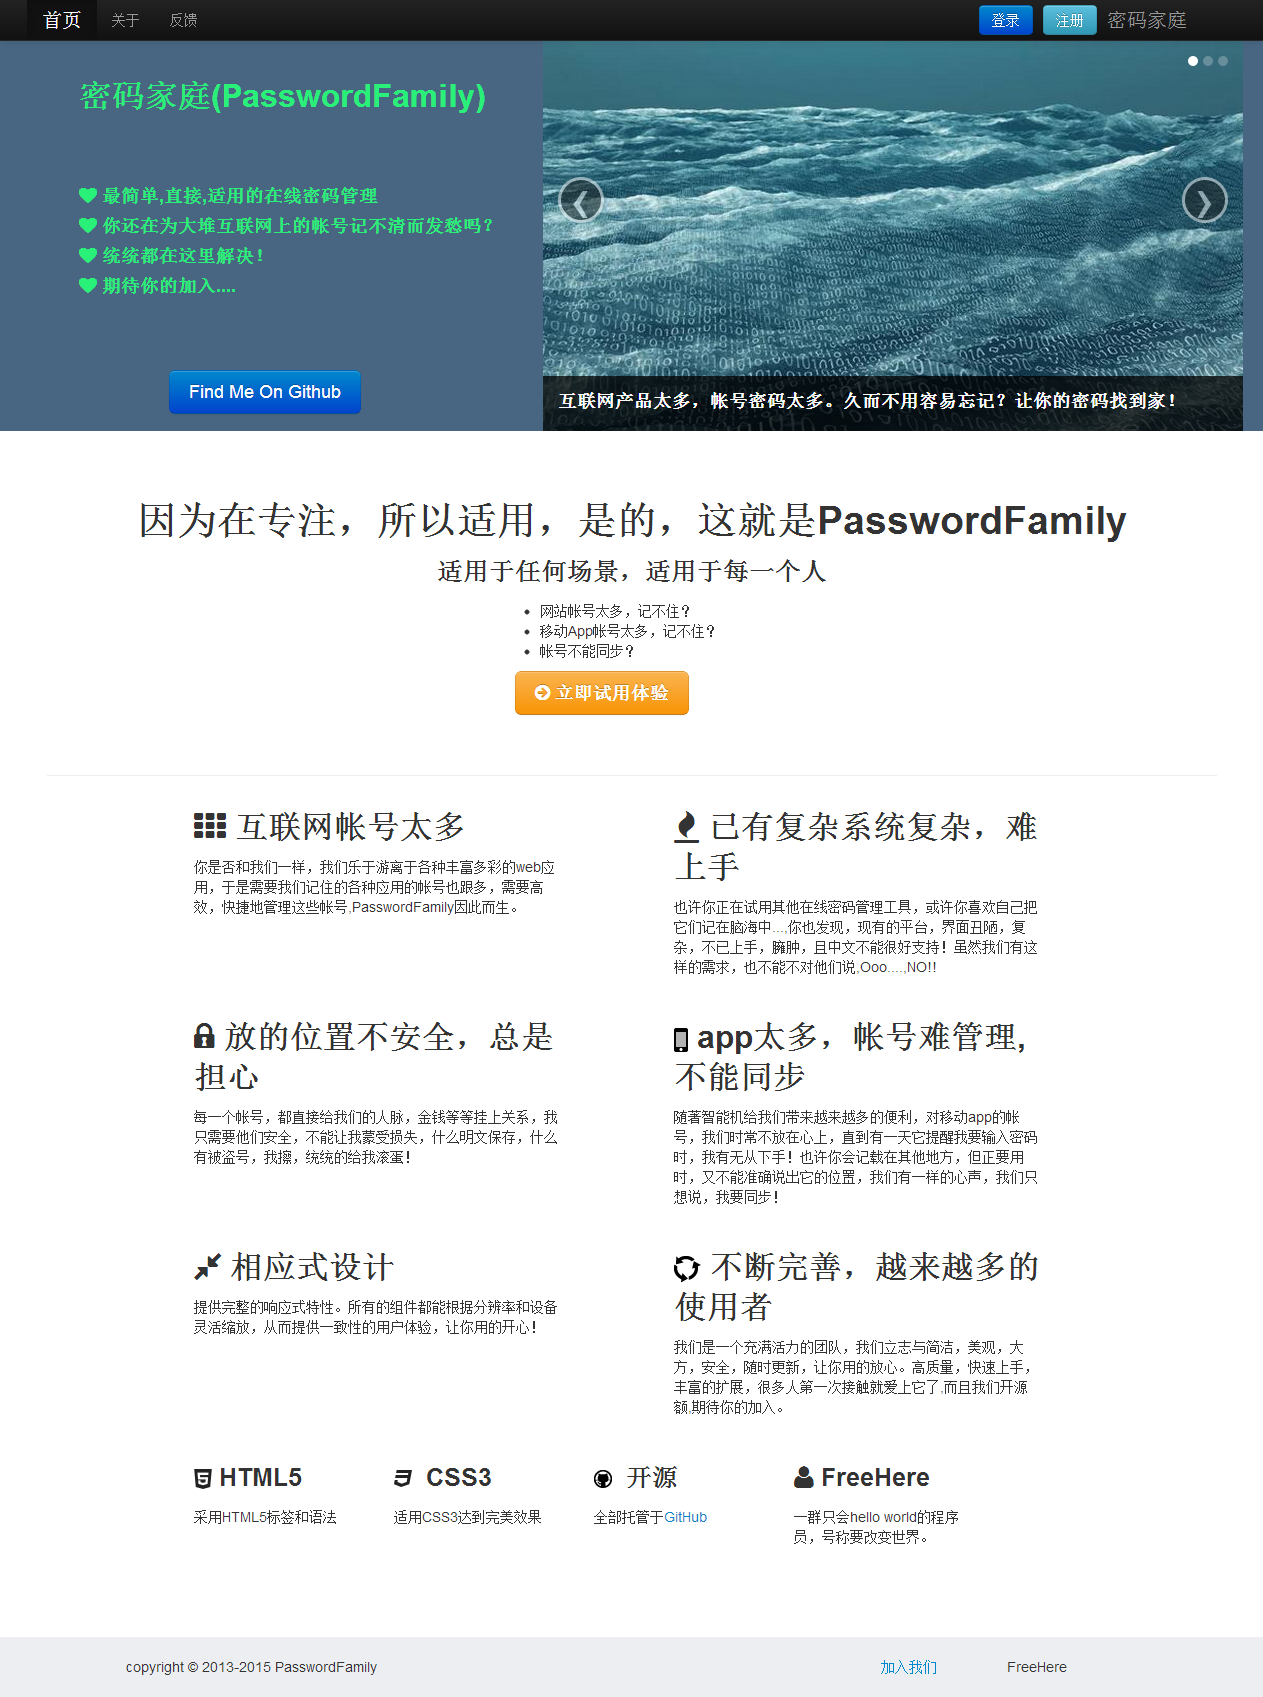 首页 关于 反馈 登录 注册 密码家庭
密码家庭(PasswordFamily)
最简单,直接,适用的在线密码管理
你还在为大堆互联网上的帐号记不清而发愁吗?
统统都在这里解决!
期待你的加入....
Find Me On Github
互联网产品太多，帐号密码太多。久而不用容易忘记？让你的密码找到家！
因为在专注，所以适用，是的，这就是PasswordFamily
适用于任何场景，适用于每一个人
网站帐号太多，记不住？
移动App帐号太多，记不住？
帐号不能同步？
立即试用体验
互联网帐号太多
你是否和我们一样，我们乐于游离于各种丰富多彩的web应
用，于是需要我们记住的各种应用的帐号也跟多，需要高
效，快捷地管理这些帐号,PasswordFamily因此而生。
已有复杂系统复杂，难
上手
也许你正在试用其他在线密码管理工具，或许你喜欢自己把
它们记在脑海中...,你也发现，现有的平台，界面丑陋，复
杂，不已上手，臃肿，且中文不能很好支持！虽然我们有这
样的需求，也不能不对他们说,Ooo....,NO!!
放的位置不安全，总是
担心
每一个帐号，都直接给我们的人脉，金钱等等挂上关系，我
只需要他们安全，不能让我蒙受损失，什么明文保存，什么
有被盗号，我擦，统统的给我滚蛋！
app太多，帐号难管理,
不能同步
随著智能机给我们带来越来越多的便利，对移动app的帐
号，我们时常不放在心上，直到有一天它提醒我要输入密码
时，我有无从下手！也许你会记载在其他地方，但正要用
时，又不能准确说出它的位置，我们有一样的心声，我们只
想说，我要同步！
相应式设计
提供完整的响应式特性。所有的组件都能根据分辨率和设备
灵活缩放，从而提供一致性的用户体验，让你用的开心！
不断完善，越来越多的
使用者
我们是一个充满活力的团队，我们立志与简洁，美观，大
方，安全，随时更新，让你用的放心。高质量，快速上手，
丰富的扩展，很多人第一次接触就爱上它了,而且我们开源
额,期待你的加入。
HTML5
采用HTML5标签和语法
CSS3
适用CSS3达到完美效果
开源
全部托管于GitHub
FreeHere
一群只会hello world的程序
员，号称要改变世界。
copyright © 2013-2015 PasswordFamily 加入我们 FreeHere